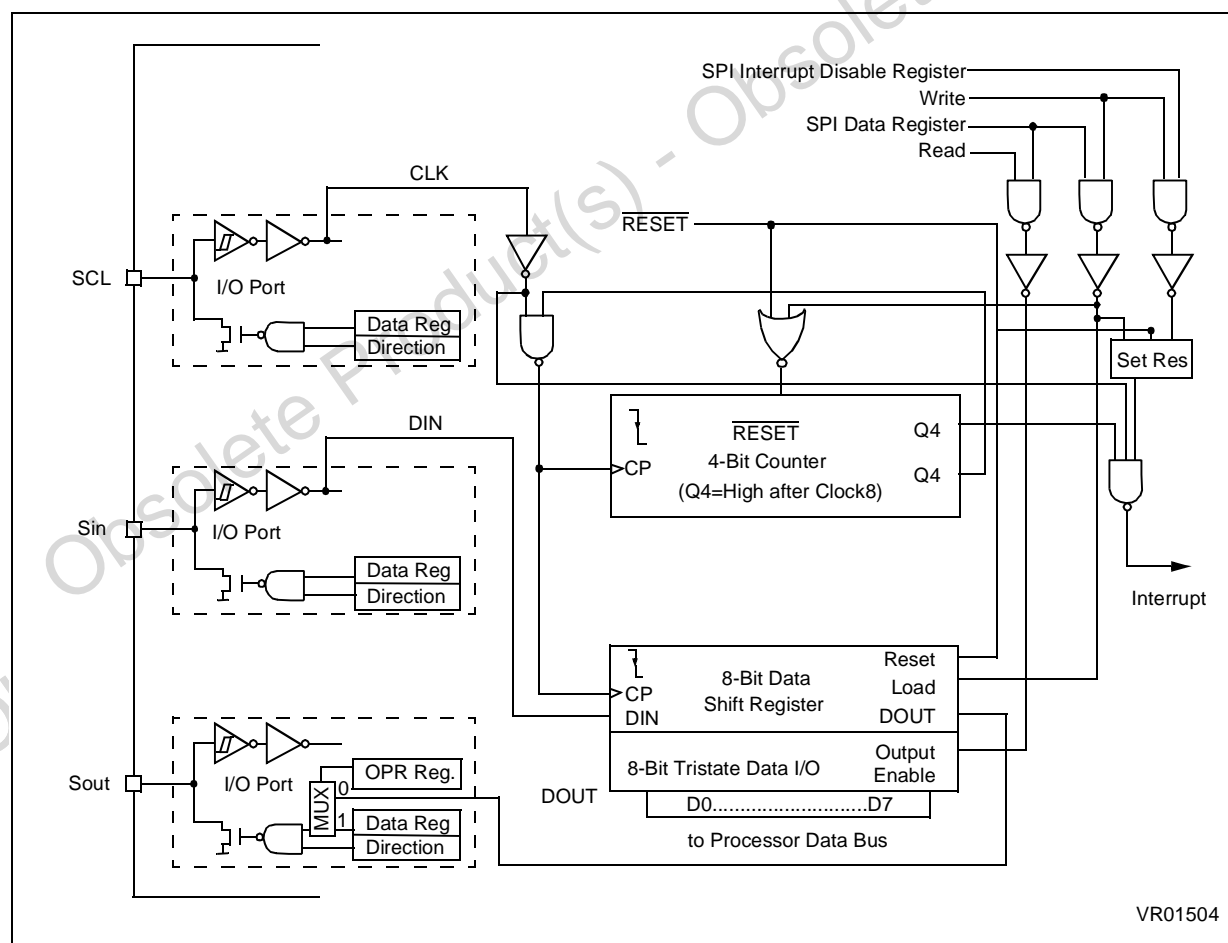 Obsolete Product(s) - Obsolete
SPI Interrupt Disable Register
Write
SPI Data Register
Read
CLK
RESET
SCL
I/O Port
Data Reg
Direction
Set Res
DIN
RESET
4-Bit Counter
(Q4=High after Clock8)
CP
Q4
Q4
Sin
I/O Port
Data Reg
Direction
Interrupt
8-Bit Data
Shift Register
CP
DIN
Reset
Load
DOUT
Output
Enable
8-Bit Tristate Data I/O
Sout
I/O Port
OPR Reg.
MUX
0
1
Data Reg
Direction
DOUT
D0...........................D7
to Processor Data Bus
VR01504